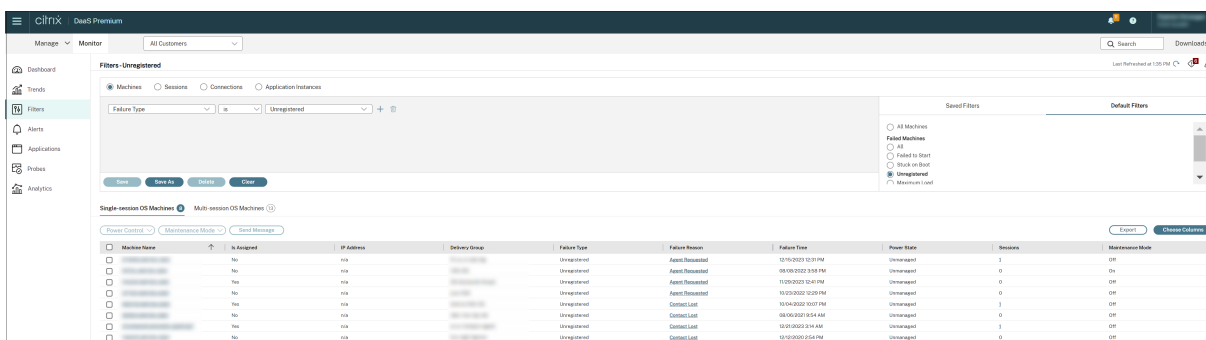 citrix DaaS Premium
Manage Monitor All Customers Search Downloads
Dashboard
Trends
Filters
Alerts
Applications
Probes
Analytics
Filters - Unregistered Last Refreshed at 1:35 PM
Machines Sessions Connections Application Instances
Failure Type is Unregistered
Saved Filters Default Filters
All Machines
Failed Machines
All
Failed to Start
Stuck on Boot
Unregistered
Maximum Load
Save Save As Delete Clear
Single-session OS Machines Multi-session OS Machines 13
Power Control Maintenance Mode Send Message Export Choose Columns
Machine Name Is Assigned IP Address Delivery Group Failure Type Failure Reason Failure Time Power State Sessions Maintenance Mode
No n/a Unregistered Agent Requested 12/15/2023 12:31 PM Unmanaged 1 Off
No n/a Unregistered Agent Requested 08/08/2022 3:58 PM Unmanaged 0 On
Yes n/a Unregistered Agent Requested 11/29/2023 12:41 PM Unmanaged 0 Off
No n/a Unregistered Agent Requested 10/23/2022 12:29 PM Unmanaged 0 Off
Yes n/a Unregistered Contact Lost 10/04/2022 10:07 PM Unmanaged 1 Off
No n/a Unregistered Contact Lost 08/06/2021 9:54 AM Unmanaged 0 Off
Yes n/a Unregistered Contact Lost 12/21/2023 3:14 AM Unmanaged 1 Off
No n/a Unregistered Contact Lost 12/12/2020 2:54 PM Unmanaged 0 Off